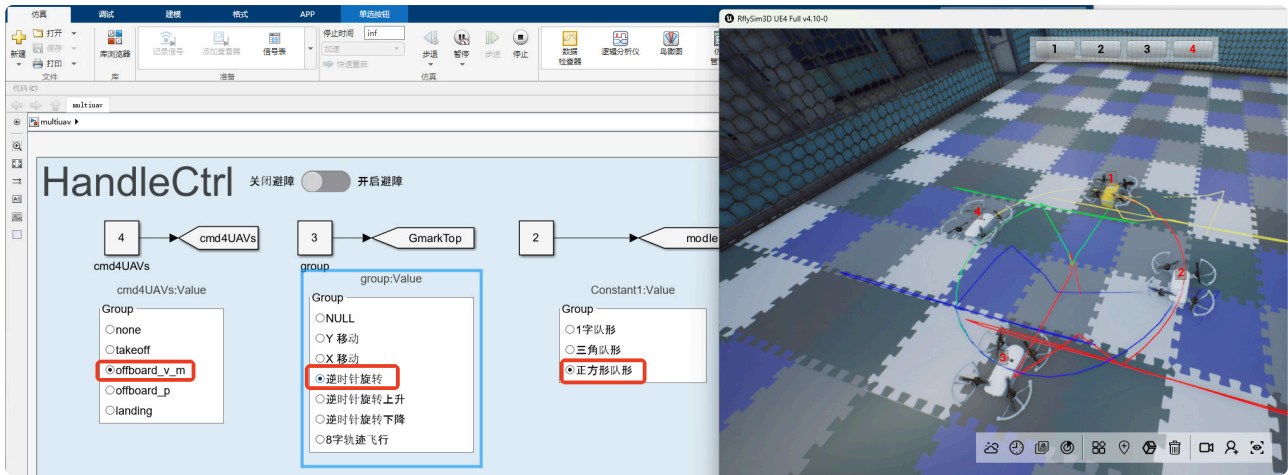 仿真 调试 建模 格式 APP 单选按钮
RflySim3D UE4 Full v4.10-0
新建
打开
保存
打印
文件
库浏览器
库
记录信号
添加查看器
信号表
准备
停止时间 inf
加速
快速重启
步退
暂停
步进
停止
仿真
数据
检查器
逻辑分析仪
鸟瞰图
multiuav
multiuav
HandleCtrl
关闭避障 开启避障
4 cmd4UAVs
cmd4UAVs
3 GmarkTop
group
2 modle
cmd4UAVs:Value
Group
none
takeoff
offboard_v_m
offboard_p
landing
group:Value
Group
NULL
Y 移动
X 移动
逆时针旋转
逆时针旋转上升
逆时针旋转下降
8字轨迹飞行
Constant1:Value
Group
1字队形
三角队形
正方形队形
1 2 3 4
1
4
2
3